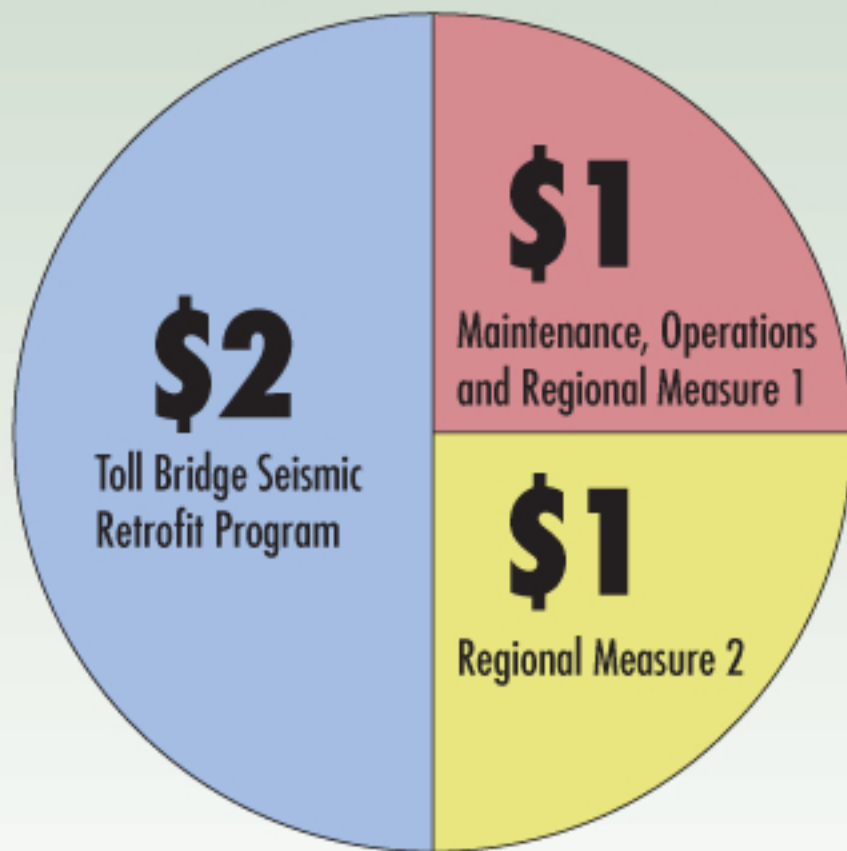 $2
Toll Bridge Seismic
Retrofit Program
$1
Maintenance, Operations
and Regional Measure 1
$1
Regional Measure 2